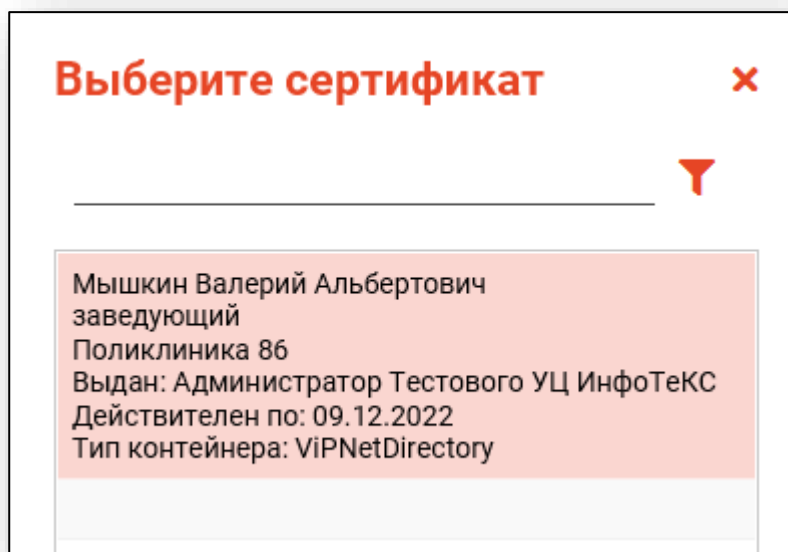 Выберите сертификат
Мышкин Валерий Альбертович
заведующий
Поликлиника 86
Выдан: Администратор Тестового УЦ ИнфоТеКС
Действителен по: 09.12.2022
Тип контейнера: ViPNetDirectory